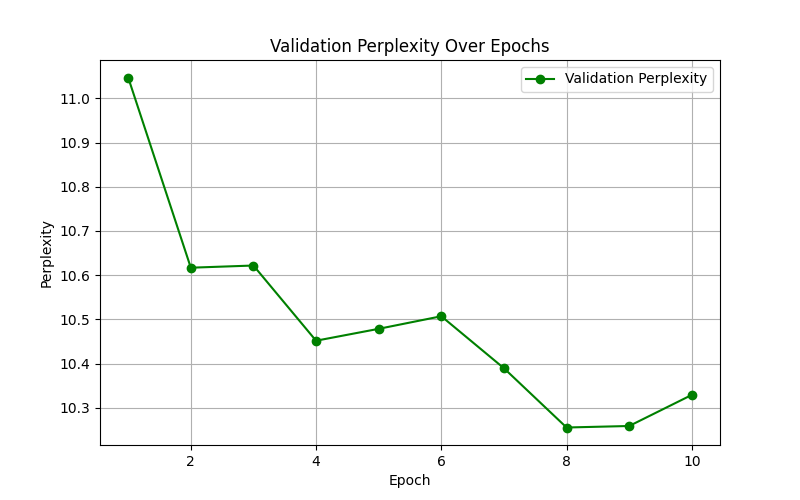 Validation Perplexity Over Epochs
Validation Perplexity
11.0
10.9
10.8
10.7
10.6
10.5
10.4
10.3
Perplexity
2 4 6 8 10
Epoch